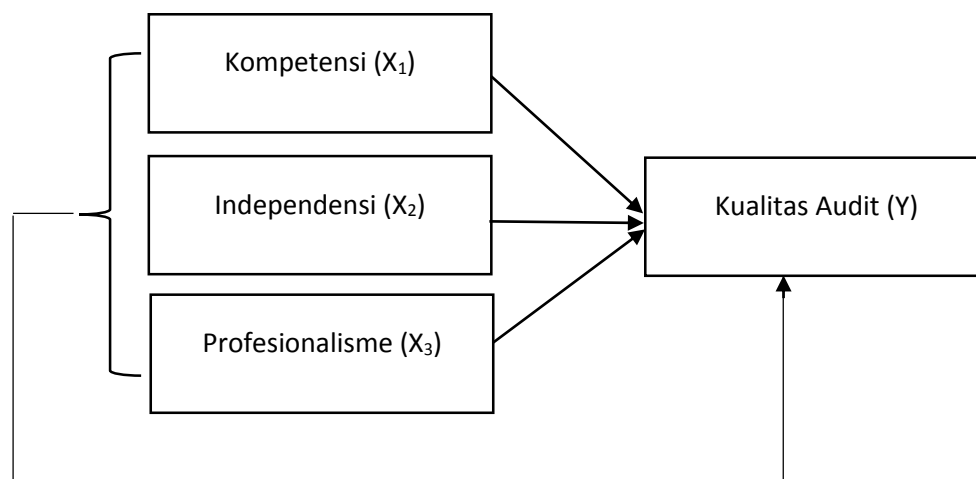 Kompetensi (X₁)
Independensi (X₂)
Kualitas Audit (Y)
Profesionalisme (X₃)